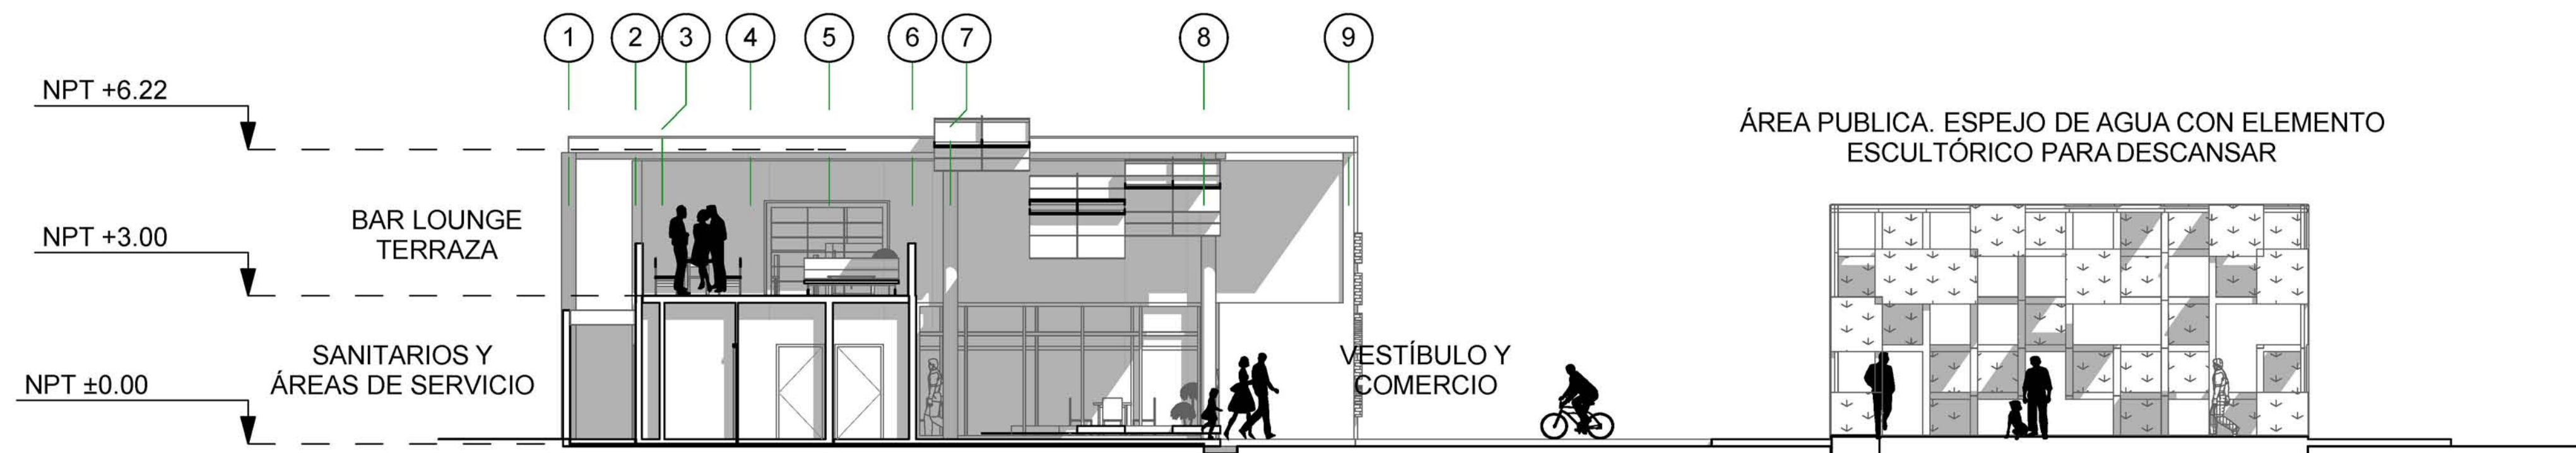 1 2 3 4 5 6 7 8 9
NPT +6.22
ÁREA PUBLICA. ESPEJO DE AGUA CON ELEMENTO
ESCULTÓRICO PARA DESCANSAR
BAR LOUNGE
TERRAZA
NPT +3.00
SANITARIOS Y
ÁREAS DE SERVICIO
VESTÍBULO Y
COMERCIO
NPT ±0.00